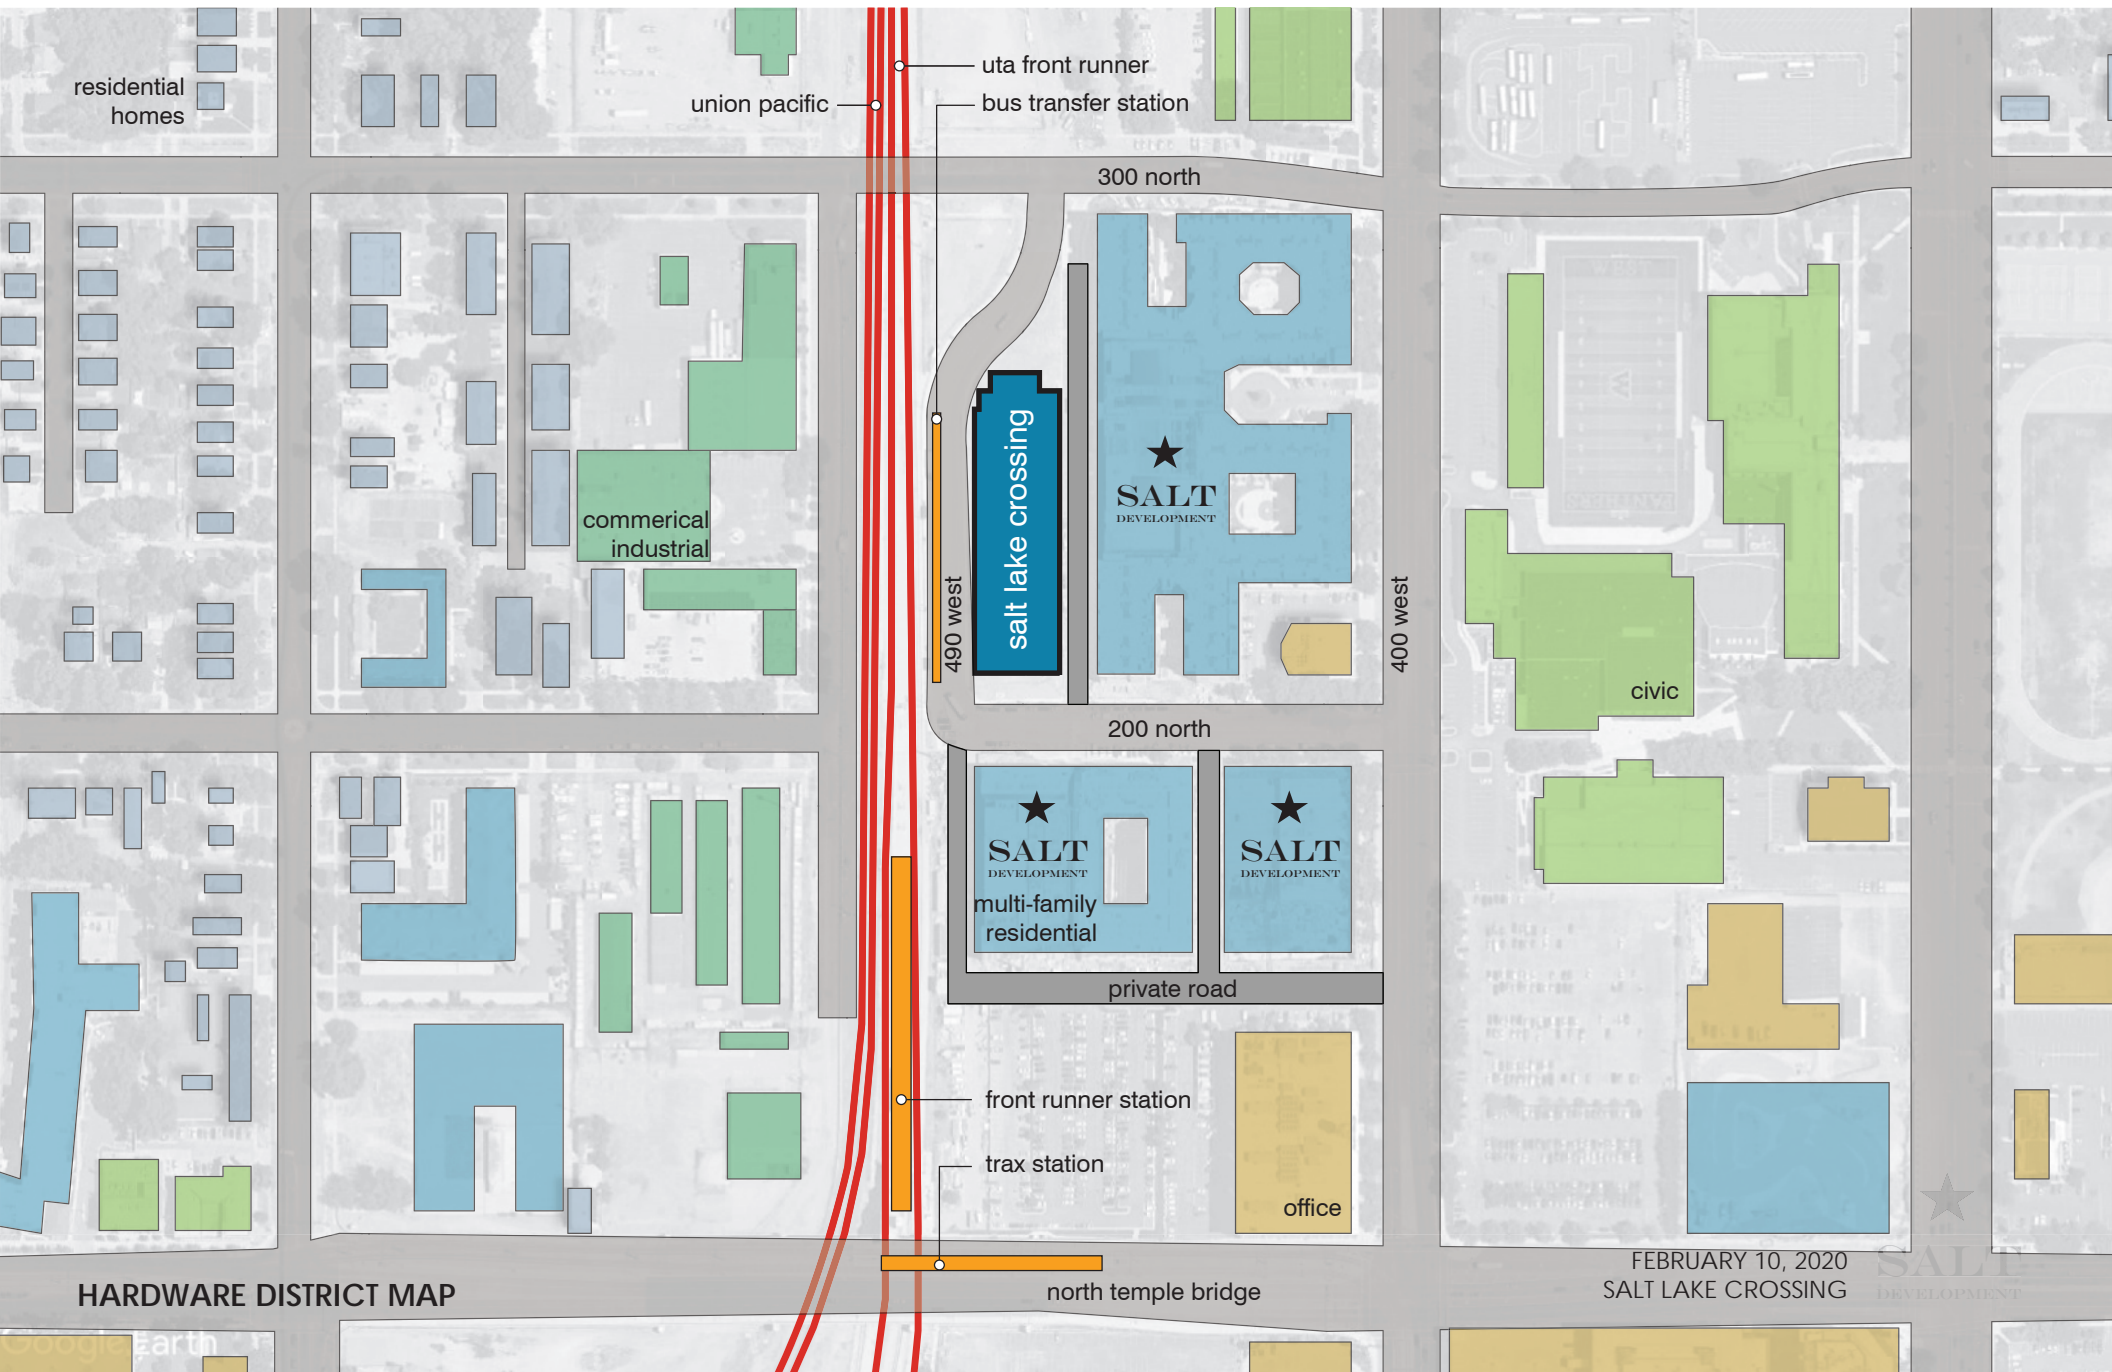 residential
homes
uta front runner
union pacific
bus transfer station
300 north
WEST
W
salt lake crossing
SALT
DEVELOPMENT
commerical
industrial
490 west
400 west
civic
200 north
SALT
DEVELOPMENT
SALT
DEVELOPMENT
multi-family
residential
private road
front runner station
trax station
office
north temple bridge
HARDWARE DISTRICT MAP
FEBRUARY 10, 2020
SALT LAKE CROSSING
SALT
DEVELOPMENT
Google Earth